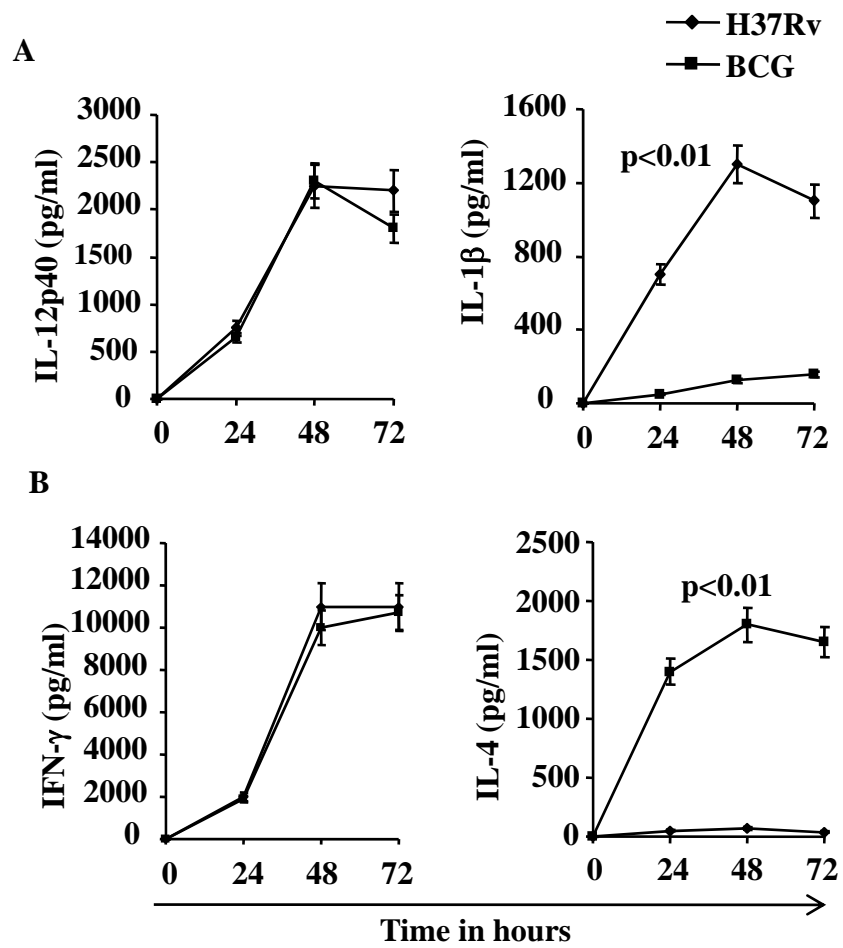 H37Rv
BCG
A
IL-12p40 (pg/ml)
3000
2500
2000
1500
1000
500
0
0 24 48 72
IL-1β (pg/ml)
1600
1200
800
400
0
p<0.01
0 24 48 72
B
IFN-γ (pg/ml)
14000
12000
10000
8000
6000
4000
2000
0
0 24 48 72
IL-4 (pg/ml)
2500
2000
1500
1000
500
0
p<0.01
0 24 48 72
Time in hours